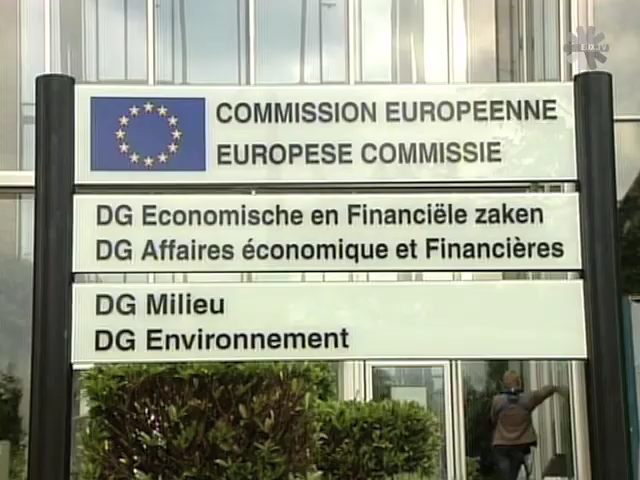 COMMISSION EUROPEENNE
EUROPESE COMMISSIE
DG Economische en Financiële zaken
DG Affaires économique et Financières
DG Milieu
DG Environnement